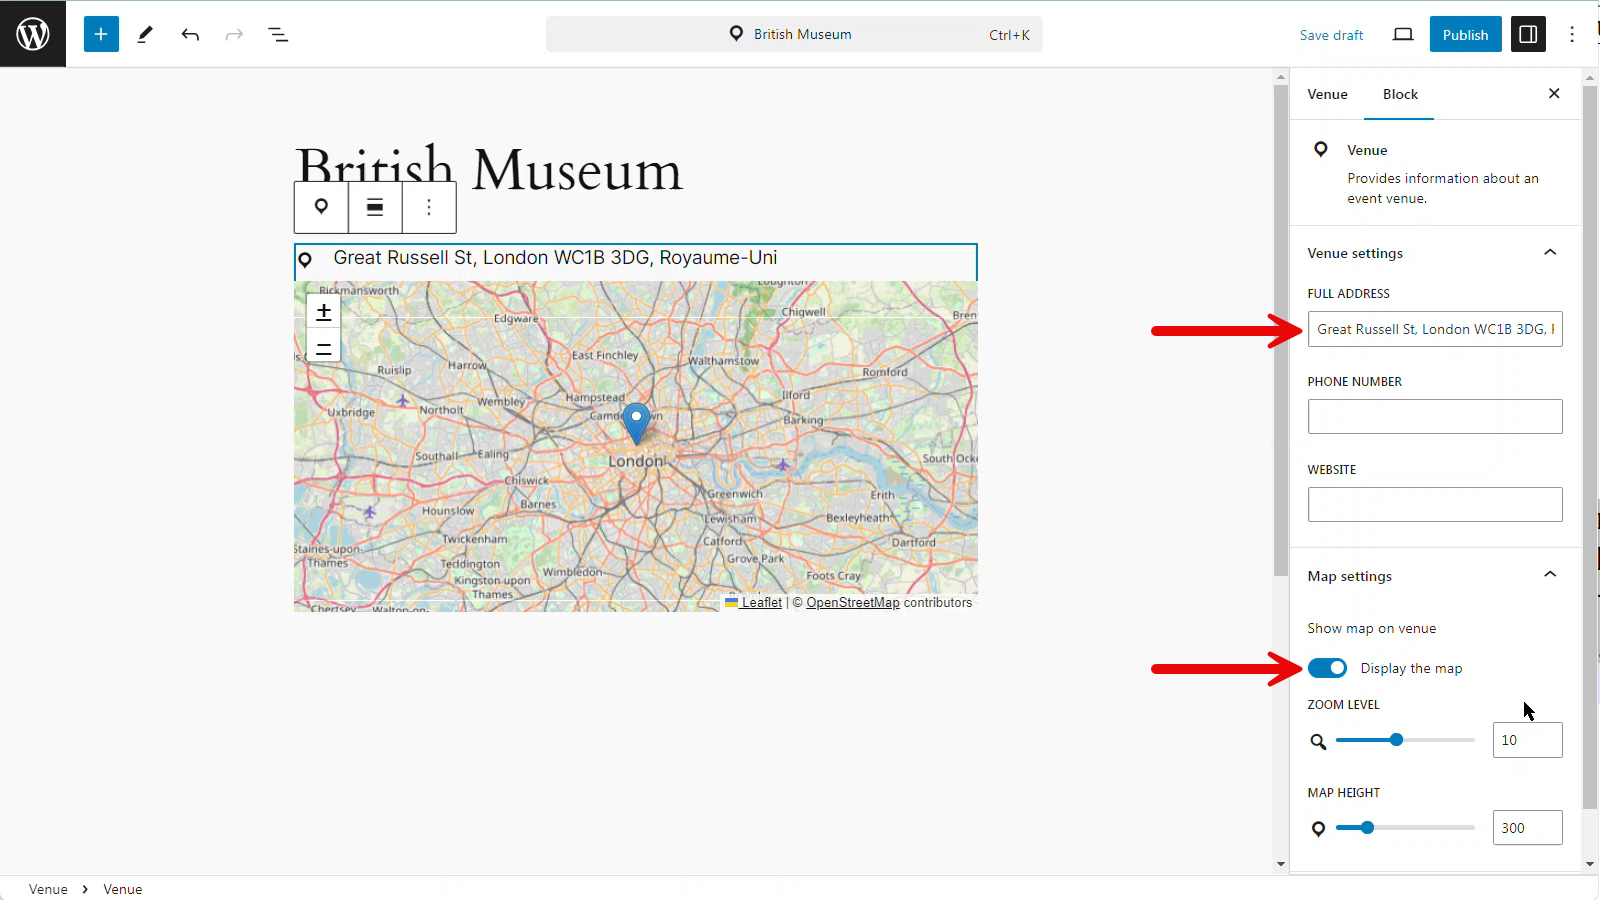 British Museum
Ctrl+K
Save draft
Publish
British Museum
Great Russell St, London WC1B 3DG, Royaume-Uni
+
−
Rickmansworth
Loughton
Edgware
Chigwell
Bren
East Finchley
Walthamstow
Harrow
Ruislip
Romford
Wembley
Hampstead
Ilford
Uxbridge
Northolt
Barking
London
Southall
Ealing
South Ocke
Chiswick
Greenwich
Erith
Barnes
Hounslow
Lewisham
Bexleyheath
Twickenham
Catford
Dartford
Staines-upon-
Thames
Teddington
Grove Park
Kingston upon
Thames
Wimbledon
Foots Cray
Chertsey
Walton-on-
Leaflet | © OpenStreetMap contributors
Venue
Block
Venue
Provides information about an
event venue.
Venue settings
FULL ADDRESS
Great Russell St, London WC1B 3DG,
PHONE NUMBER
WEBSITE
Map settings
Show map on venue
Display the map
ZOOM LEVEL
10
MAP HEIGHT
300
Venue › Venue